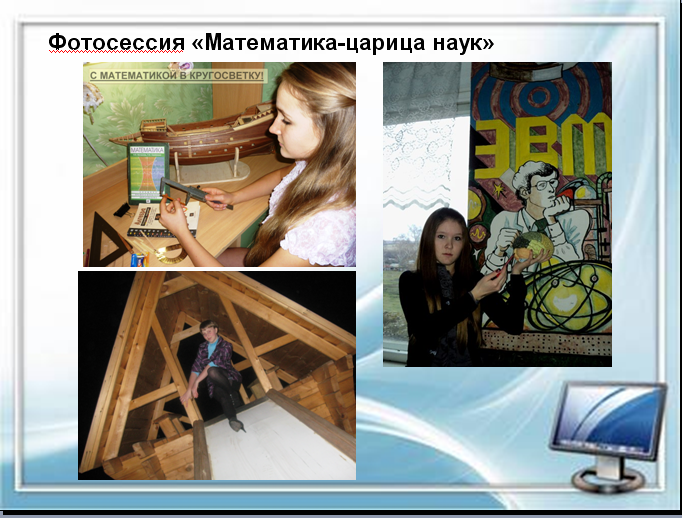 Фотосессия «Математика-царица наук»
С МАТЕМАТИКОЙ В КРУГОСВЕТКУ!
МАТЕМАТИКА
ЭВМ